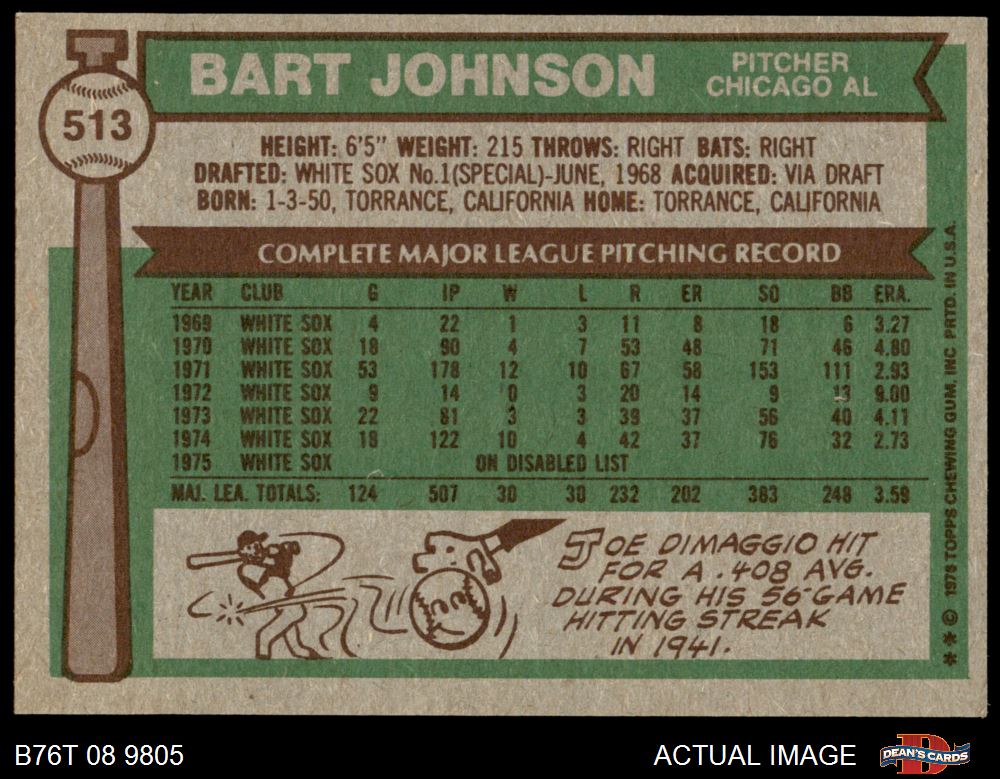 513
BART JOHNSON
PITCHER
CHICAGO AL
HEIGHT: 6'5" WEIGHT: 215 THROWS: RIGHT BATS: RIGHT
DRAFTED: WHITE SOX No.1(SPECIAL)-JUNE, 1968 ACQUIRED: VIA DRAFT
BORN: 1-3-50, TORRANCE, CALIFORNIA HOME: TORRANCE, CALIFORNIA
COMPLETE MAJOR LEAGUE PITCHING RECORD
YEAR CLUB G IP W L R ER SO BB ERA.
1969 WHITE SOX 4 22 1 3 11 8 18 6 3.27
1970 WHITE SOX 18 90 4 7 53 48 71 46 4.80
1971 WHITE SOX 53 178 12 10 67 58 153 111 2.93
1972 WHITE SOX 9 14 0 3 20 14 9 13 9.00
1973 WHITE SOX 22 81 3 3 39 37 56 40 4.11
1974 WHITE SOX 18 122 10 4 42 37 76 32 2.73
1975 WHITE SOX ON DISABLED LIST
MAJ. LEA. TOTALS: 124 507 30 30 232 202 383 248 3.59
JOE DIMAGGIO HIT
FOR A .408 AVG.
DURING HIS 56-GAME
HITTING STREAK
IN 1941.
** © 1976 TOPPS CHEWING GUM, INC PRTD. IN U.S.A.
B76T 08 9805
ACTUAL IMAGE
D
DEAN'S CARDS